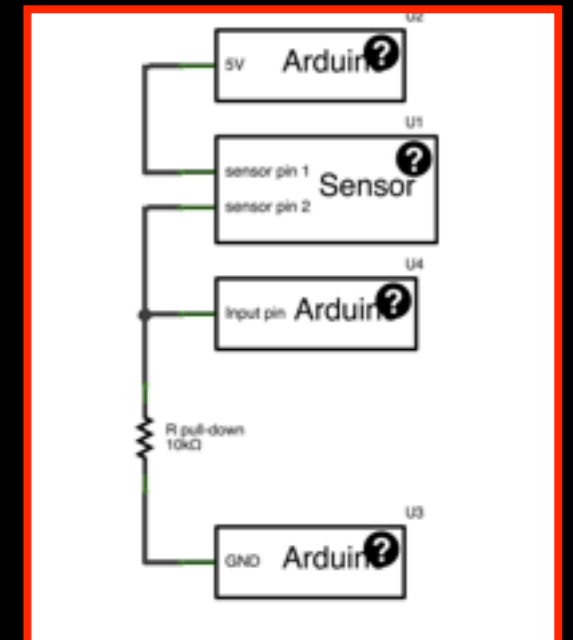 U2
5V Arduin
U1
sensor pin 1
Sensor
sensor pin 2
U4
Input pin Arduin
R pull-down
10kΩ
U3
GND Arduin